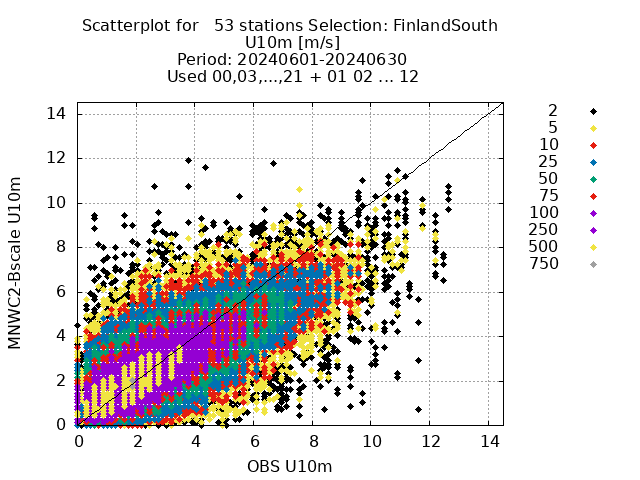 Scatterplot for   53 stations Selection: FinlandSouth
U10m [m/s]
Period: 20240601-20240630
Used 00,03,...,21 + 01 02 ... 12
14
12
10
8
6
4
2
0
MNWC2-Bscale U10m
0 2 4 6 8 10 12 14
OBS U10m
2
5
10
25
50
75
100
250
500
750